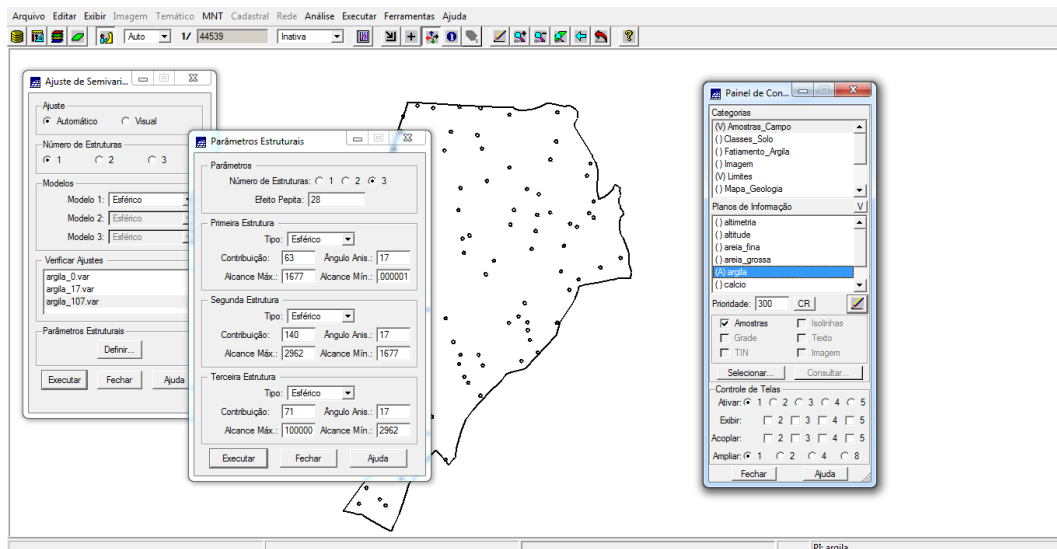 Arquivo Editar Exibir Imagem Temático MNT Cadastral Rede Análise Executar Ferramentas Ajuda
Auto 1/ 44539 Inativa
Ajuste de Semivari...
Ajuste
Automático Visual
Número de Estruturas
1 2 3
Modelos
Modelo 1: Esférico
Modelo 2: Esférico
Modelo 3: Esférico
Verificar Ajustes
argila_0.var
argila_17.var
argila_107.var
Parâmetros Estruturais
Definir...
Executar Fechar Ajuda
Parâmetros Estruturais
Parâmetros
Número de Estruturas: 1 2 3
Efeito Pepita: 28
Primeira Estrutura
Tipo: Esférico
Contribuição: 63 Ângulo Anis.: 17
Alcance Máx.: 1677 Alcance Mín.: .000001
Segunda Estrutura
Tipo: Esférico
Contribuição: 140 Ângulo Anis.: 17
Alcance Máx.: 2962 Alcance Mín.: 1677
Terceira Estrutura
Tipo: Esférico
Contribuição: 71 Ângulo Anis.: 17
Alcance Máx.: 100000 Alcance Mín.: 2962
Executar Fechar Ajuda
Painel de Con...
Categorias
(V) Amostras_Campo
( ) Classes_Solo
( ) Fatiamento_Argila
( ) Imagem
(V) Limites
( ) Mapa_Geologia
Planos de Informação V
( ) altimetria
( ) altitude
( ) areia_fina
( ) areia_grossa
(A) argila
( ) calcio
Prioridade: 300 CR
Amostras Isolinhas
Grade Texto
TIN Imagem
Selecionar... Consultar...
Controle de Telas
Ativar: 1 2 3 4 5
Exibir: 2 3 4 5
Acoplar: 2 3 4 5
Ampliar: 1 2 4 8
Fechar Ajuda
PI: argila